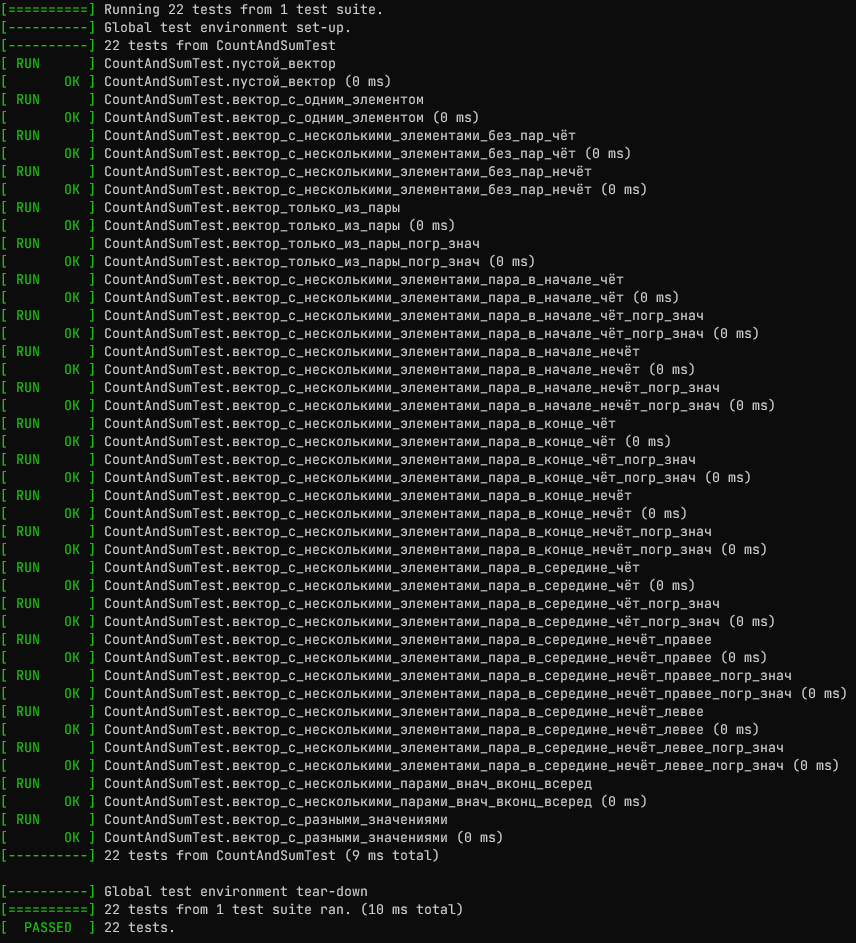 [==========] Running 22 tests from 1 test suite.
[----------] Global test environment set-up.
[----------] 22 tests from CountAndSumTest
[ RUN      ] CountAndSumTest.пустой_вектор
[       OK ] CountAndSumTest.пустой_вектор (0 ms)
[ RUN      ] CountAndSumTest.вектор_с_одним_элементом
[       OK ] CountAndSumTest.вектор_с_одним_элементом (0 ms)
[ RUN      ] CountAndSumTest.вектор_с_несколькими_элементами_без_пар_чёт
[       OK ] CountAndSumTest.вектор_с_несколькими_элементами_без_пар_чёт (0 ms)
[ RUN      ] CountAndSumTest.вектор_с_несколькими_элементами_без_пар_нечёт
[       OK ] CountAndSumTest.вектор_с_несколькими_элементами_без_пар_нечёт (0 ms)
[ RUN      ] CountAndSumTest.вектор_только_из_пары
[       OK ] CountAndSumTest.вектор_только_из_пары (0 ms)
[ RUN      ] CountAndSumTest.вектор_только_из_пары_погр_знач
[       OK ] CountAndSumTest.вектор_только_из_пары_погр_знач (0 ms)
[ RUN      ] CountAndSumTest.вектор_с_несколькими_элементами_пара_в_начале_чёт
[       OK ] CountAndSumTest.вектор_с_несколькими_элементами_пара_в_начале_чёт (0 ms)
[ RUN      ] CountAndSumTest.вектор_с_несколькими_элементами_пара_в_начале_чёт_погр_знач
[       OK ] CountAndSumTest.вектор_с_несколькими_элементами_пара_в_начале_чёт_погр_знач (0 ms)
[ RUN      ] CountAndSumTest.вектор_с_несколькими_элементами_пара_в_начале_нечёт
[       OK ] CountAndSumTest.вектор_с_несколькими_элементами_пара_в_начале_нечёт (0 ms)
[ RUN      ] CountAndSumTest.вектор_с_несколькими_элементами_пара_в_начале_нечёт_погр_знач
[       OK ] CountAndSumTest.вектор_с_несколькими_элементами_пара_в_начале_нечёт_погр_знач (0 ms)
[ RUN      ] CountAndSumTest.вектор_с_несколькими_элементами_пара_в_конце_чёт
[       OK ] CountAndSumTest.вектор_с_несколькими_элементами_пара_в_конце_чёт (0 ms)
[ RUN      ] CountAndSumTest.вектор_с_несколькими_элементами_пара_в_конце_чёт_погр_знач
[       OK ] CountAndSumTest.вектор_с_несколькими_элементами_пара_в_конце_чёт_погр_знач (0 ms)
[ RUN      ] CountAndSumTest.вектор_с_несколькими_элементами_пара_в_конце_нечёт
[       OK ] CountAndSumTest.вектор_с_несколькими_элементами_пара_в_конце_нечёт (0 ms)
[ RUN      ] CountAndSumTest.вектор_с_несколькими_элементами_пара_в_конце_нечёт_погр_знач
[       OK ] CountAndSumTest.вектор_с_несколькими_элементами_пара_в_конце_нечёт_погр_знач (0 ms)
[ RUN      ] CountAndSumTest.вектор_с_несколькими_элементами_пара_в_середине_чёт
[       OK ] CountAndSumTest.вектор_с_несколькими_элементами_пара_в_середине_чёт (0 ms)
[ RUN      ] CountAndSumTest.вектор_с_несколькими_элементами_пара_в_середине_чёт_погр_знач
[       OK ] CountAndSumTest.вектор_с_несколькими_элементами_пара_в_середине_чёт_погр_знач (0 ms)
[ RUN      ] CountAndSumTest.вектор_с_несколькими_элементами_пара_в_середине_нечёт_правее
[       OK ] CountAndSumTest.вектор_с_несколькими_элементами_пара_в_середине_нечёт_правее (0 ms)
[ RUN      ] CountAndSumTest.вектор_с_несколькими_элементами_пара_в_середине_нечёт_правее_погр_знач
[       OK ] CountAndSumTest.вектор_с_несколькими_элементами_пара_в_середине_нечёт_правее_погр_знач (0 ms)
[ RUN      ] CountAndSumTest.вектор_с_несколькими_элементами_пара_в_середине_нечёт_левее
[       OK ] CountAndSumTest.вектор_с_несколькими_элементами_пара_в_середине_нечёт_левее (0 ms)
[ RUN      ] CountAndSumTest.вектор_с_несколькими_элементами_пара_в_середине_нечёт_левее_погр_знач
[       OK ] CountAndSumTest.вектор_с_несколькими_элементами_пара_в_середине_нечёт_левее_погр_знач (0 ms)
[ RUN      ] CountAndSumTest.вектор_с_несколькими_парами_внач_вконц_всеред
[       OK ] CountAndSumTest.вектор_с_несколькими_парами_внач_вконц_всеред (0 ms)
[ RUN      ] CountAndSumTest.вектор_с_разными_значениями
[       OK ] CountAndSumTest.вектор_с_разными_значениями (0 ms)
[----------] 22 tests from CountAndSumTest (9 ms total)
[----------] Global test environment tear-down
[==========] 22 tests from 1 test suite ran. (10 ms total)
[  PASSED  ] 22 tests.